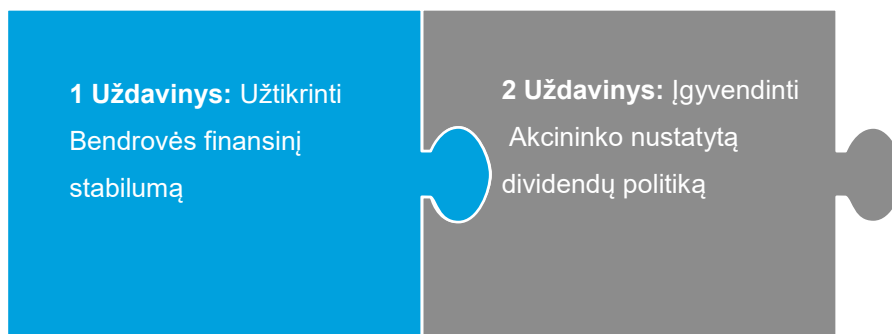 1 Uždavinys: Užtikrinti
Bendrovės finansinį
stabilumą
2 Uždavinys: Įgyvendinti
Akcininko nustatytą
dividendų politiką